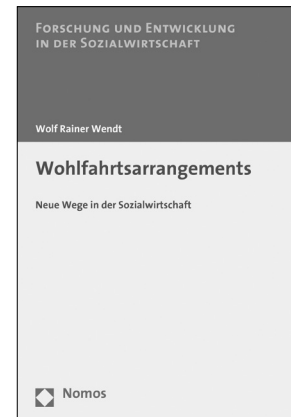 Forschung und Entwicklung
in der Sozialwirtschaft
Wolf Rainer Wendt
Wohlfahrtsarrangements
Neue Wege in der Sozialwirtschaft
Nomos